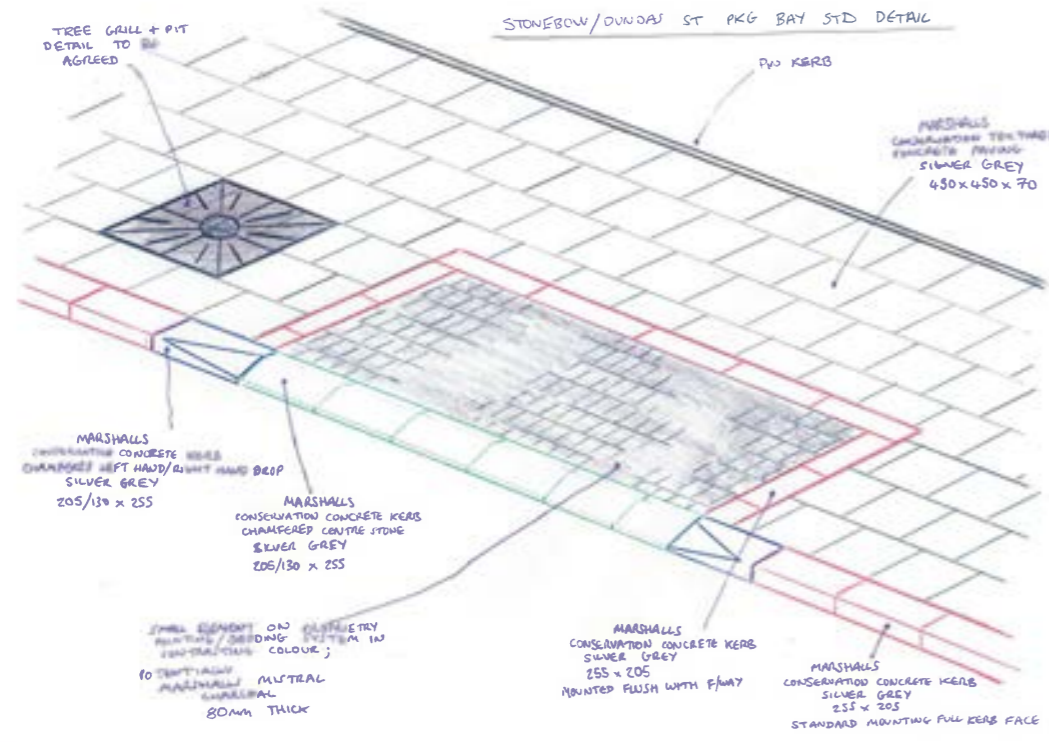 STONEBOW/DUNDAS ST PKG BAY STD DETAIL
TREE GRILL + PIT
DETAIL TO
AGREED
KERB
MARSHALLS
CONSERVATION TEXTURED
CONCRETE PAVING
SILVER GREY
450 x 450 x 70
MARSHALLS
CONSERVATION CONCRETE KERB
CHAMFERED LEFT HAND/RIGHT HAND DROP
SILVER GREY
205/130 x 255
MARSHALLS
CONSERVATION CONCRETE KERB
CHAMFERED CENTRE STONE
SILVER GREY
205/130 x 255
SMALL ELEMENT ON
SYSTEM IN
CONTRASTING COLOUR;
POTENTIALLY
MARSHALLS MISTRAL
CHARCOAL
80mm THICK
MARSHALLS
CONSERVATION CONCRETE KERB
SILVER GREY
255 x 205
MOUNTED FLUSH WITH F/WAY
MARSHALLS
CONSERVATION CONCRETE KERB
SILVER GREY
255 x 205
STANDARD MOUNTING FULL KERB FACE